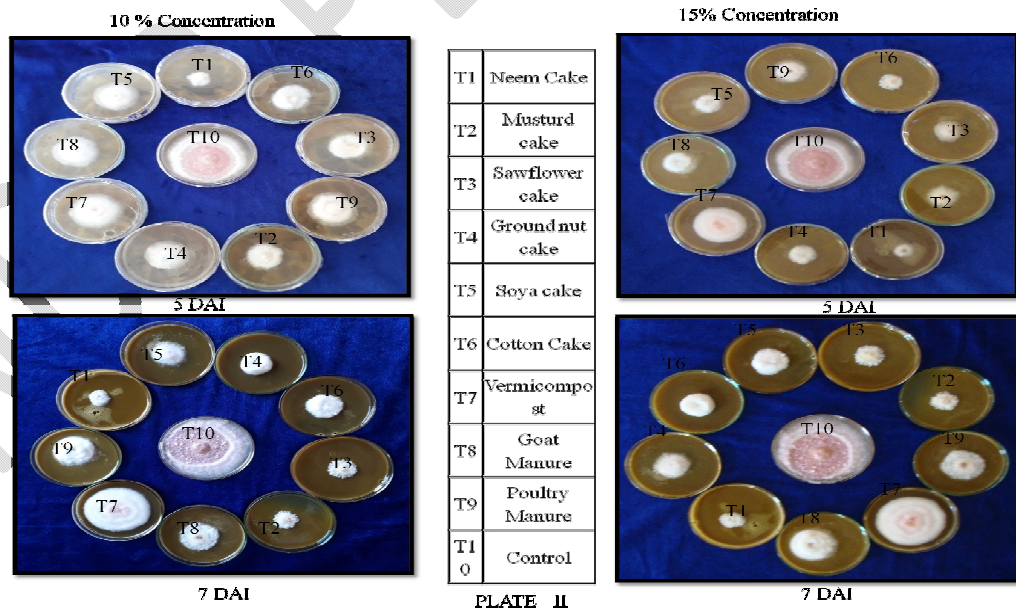 10 % Concentration
15% Concentration
T1
T5
T6
T8
T10
T3
T7
T9
T4
T2
5 DAI
T5
T4
T1
T6
T10
T9
T3
T7
T8
T2
7 DAI
T1 Neem Cake
T2 Musturd
cake
T3 Sawflower
cake
T4 Ground nut
cake
T5 Soya cake
T6 Cotton Cake
T7 Vermicompo
st
T8 Goat
Manure
T9 Poultry
Manure
T1
0 Control
PLATE II
T9
T6
T5
T3
T8
T10
T2
T7
T4
T1
5 DAI
T5
T3
T6
T2
T10
T4
T9
T7
T1
T8
7 DAI